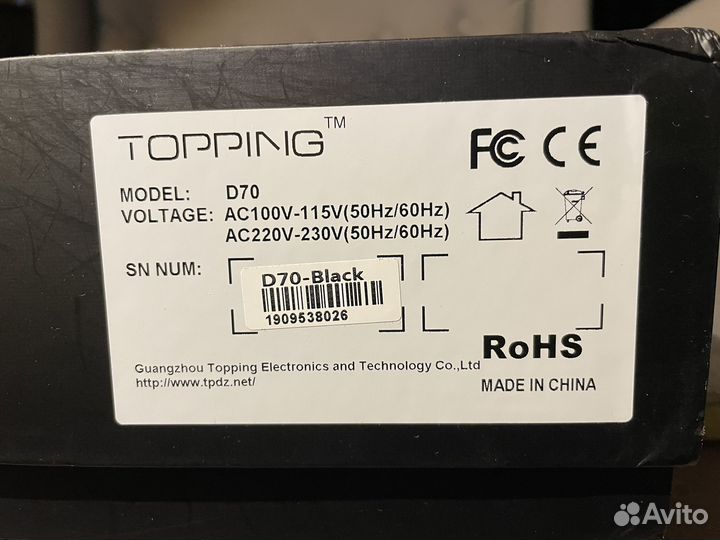 TOPPING™
FC CE
MODEL: D70
VOLTAGE: AC100V-115V(50Hz/60Hz)
AC220V-230V(50Hz/60Hz)
SN NUM:
D70-Black
1909538026
RoHS
Guangzhou Topping Electronics and Technology Co.,Ltd
http://www.tpdz.net/
MADE IN CHINA
Avito